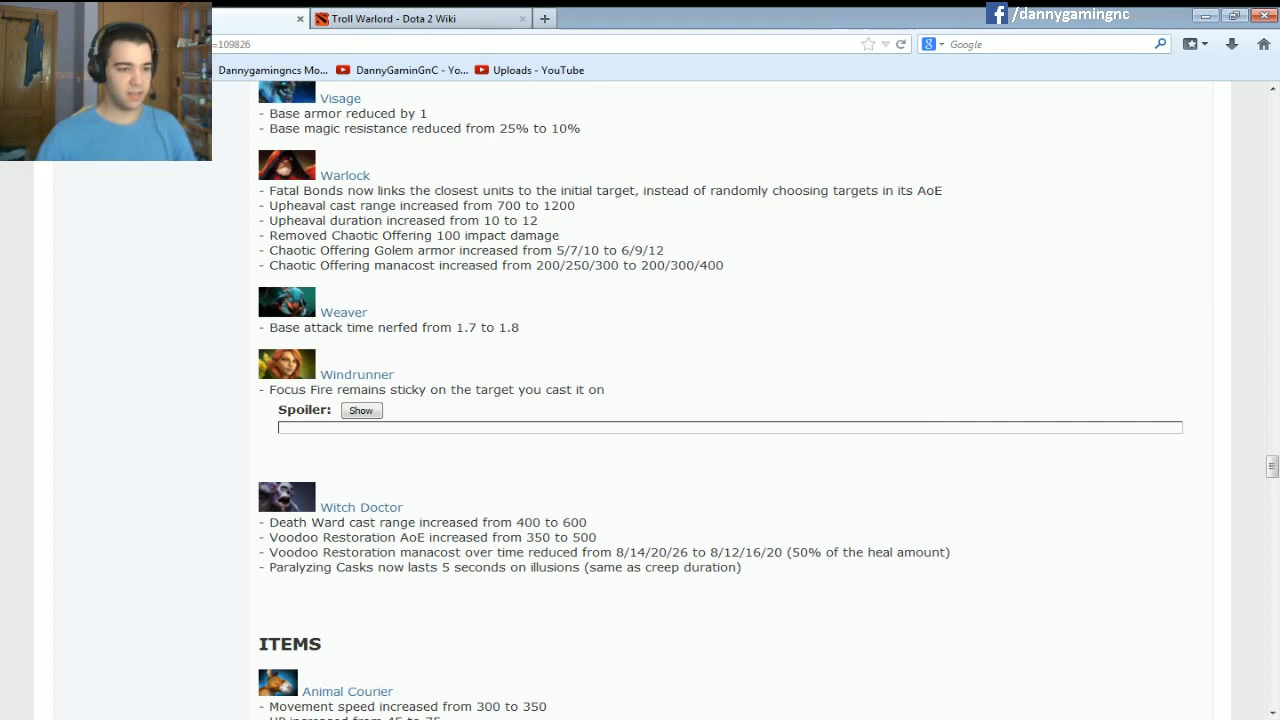 Troll Warlord - Dota 2 Wiki
/dannygamingnc
=109826
Google
Dannygamingncs Mo...
DannyGaminGnC - Yo...
Uploads - YouTube
Visage
- Base armor reduced by 1
- Base magic resistance reduced from 25% to 10%
Warlock
- Fatal Bonds now links the closest units to the initial target, instead of randomly choosing targets in its AoE
- Upheaval cast range increased from 700 to 1200
- Upheaval duration increased from 10 to 12
- Removed Chaotic Offering 100 impact damage
- Chaotic Offering Golem armor increased from 5/7/10 to 6/9/12
- Chaotic Offering manacost increased from 200/250/300 to 200/300/400
Weaver
- Base attack time nerfed from 1.7 to 1.8
Windrunner
- Focus Fire remains sticky on the target you cast it on
Spoiler: Show
Witch Doctor
- Death Ward cast range increased from 400 to 600
- Voodoo Restoration AoE increased from 350 to 500
- Voodoo Restoration manacost over time reduced from 8/14/20/26 to 8/12/16/20 (50% of the heal amount)
- Paralyzing Casks now lasts 5 seconds on illusions (same as creep duration)
ITEMS
Animal Courier
- Movement speed increased from 300 to 350
- HP increased from 45 to 75